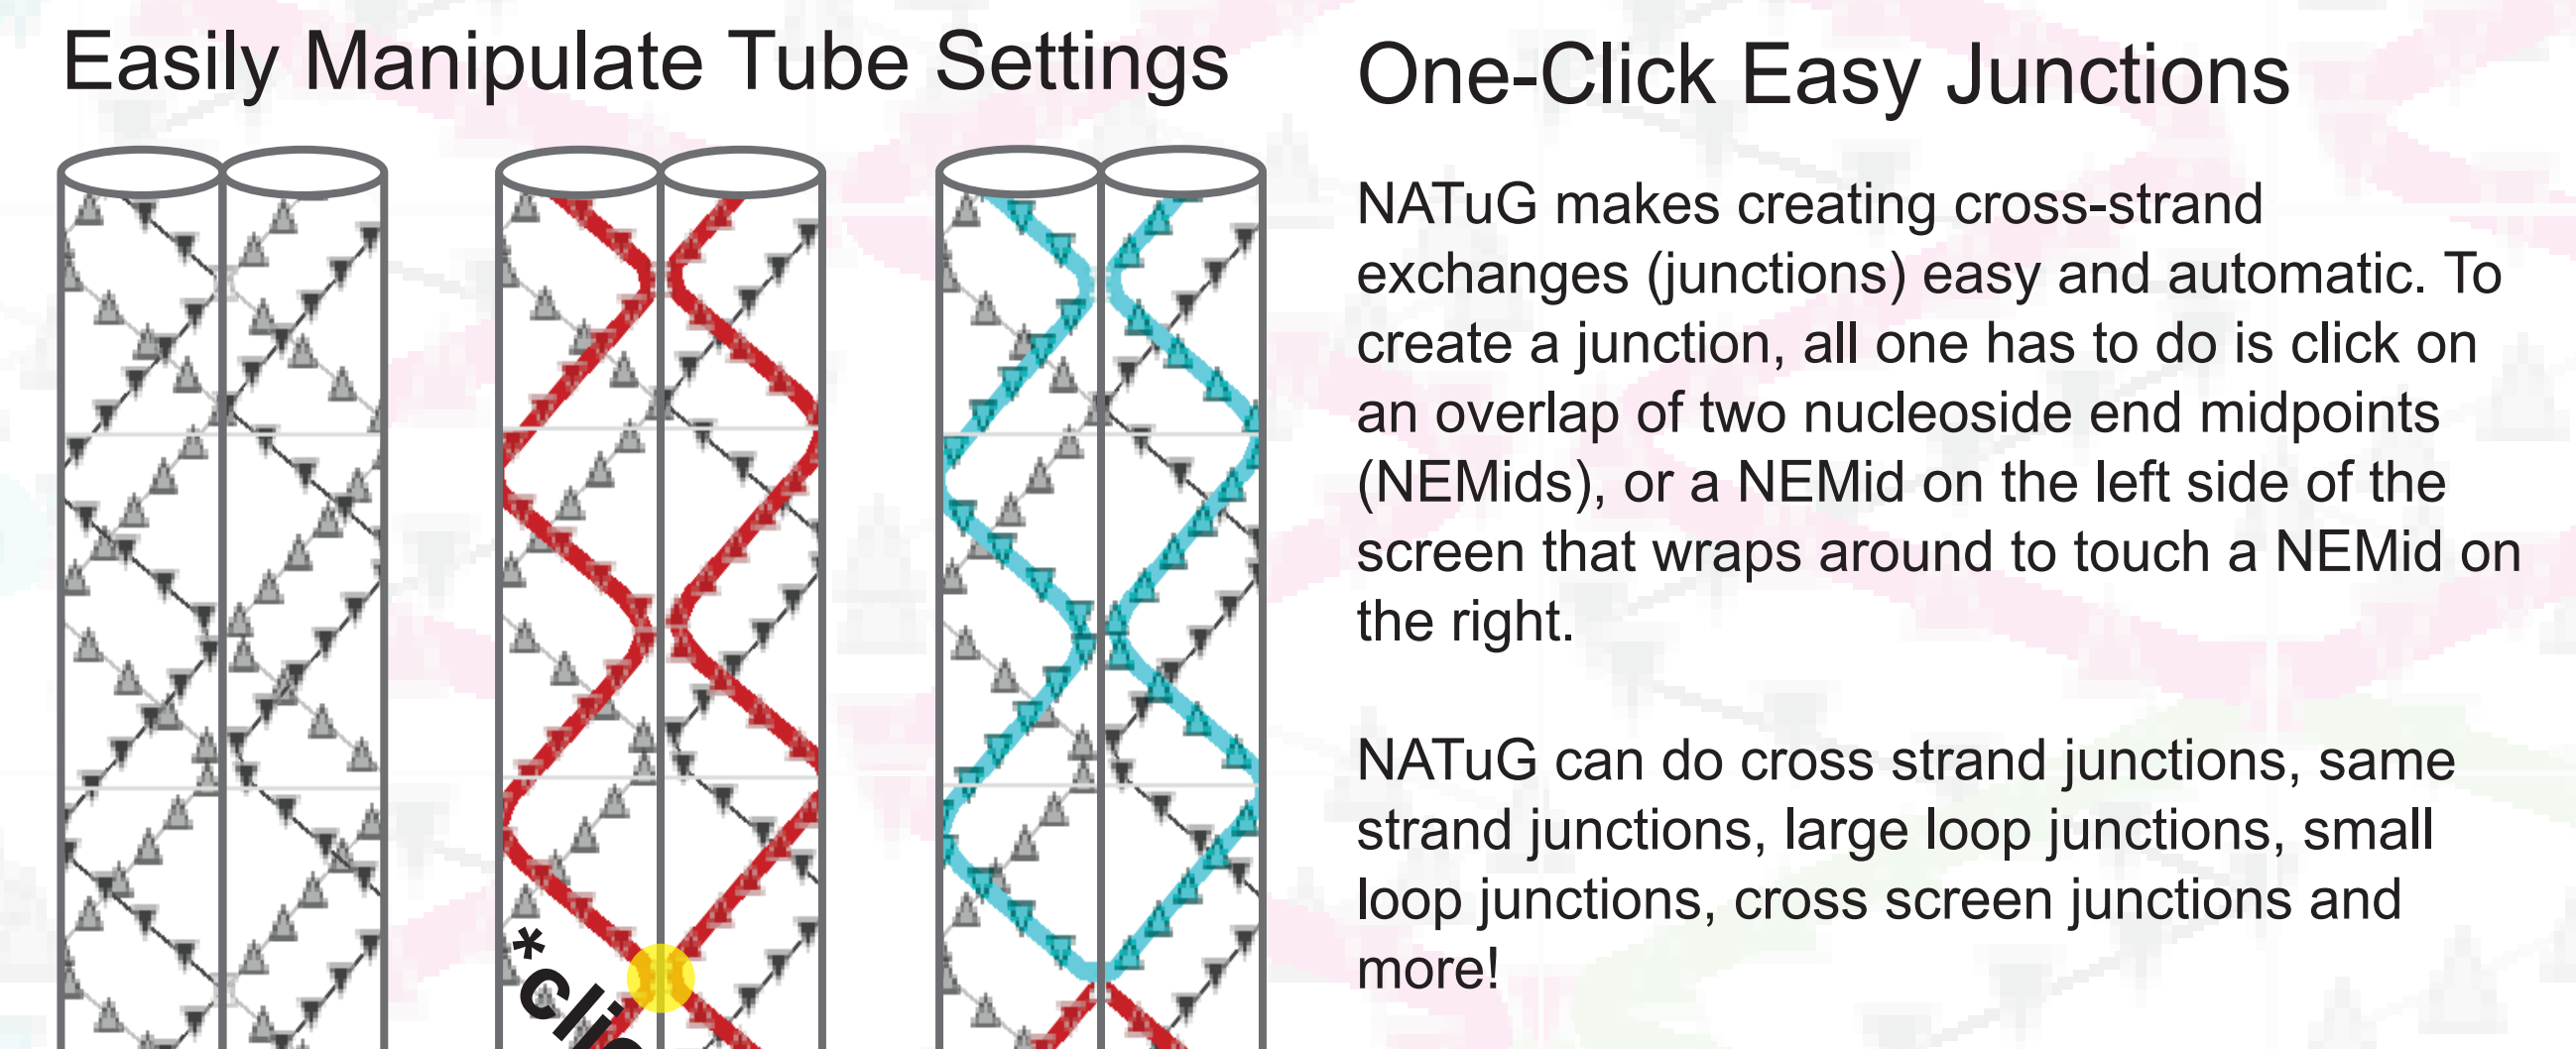 Easily Manipulate Tube Settings
One-Click Easy Junctions
NATuG makes creating cross-strand
exchanges (junctions) easy and automatic. To
create a junction, all one has to do is click on
an overlap of two nucleoside end midpoints
(NEMids), or a NEMid on the left side of the
screen that wraps around to touch a NEMid on
the right.
NATuG can do cross strand junctions, same
strand junctions, large loop junctions, small
loop junctions, cross screen junctions and
more!